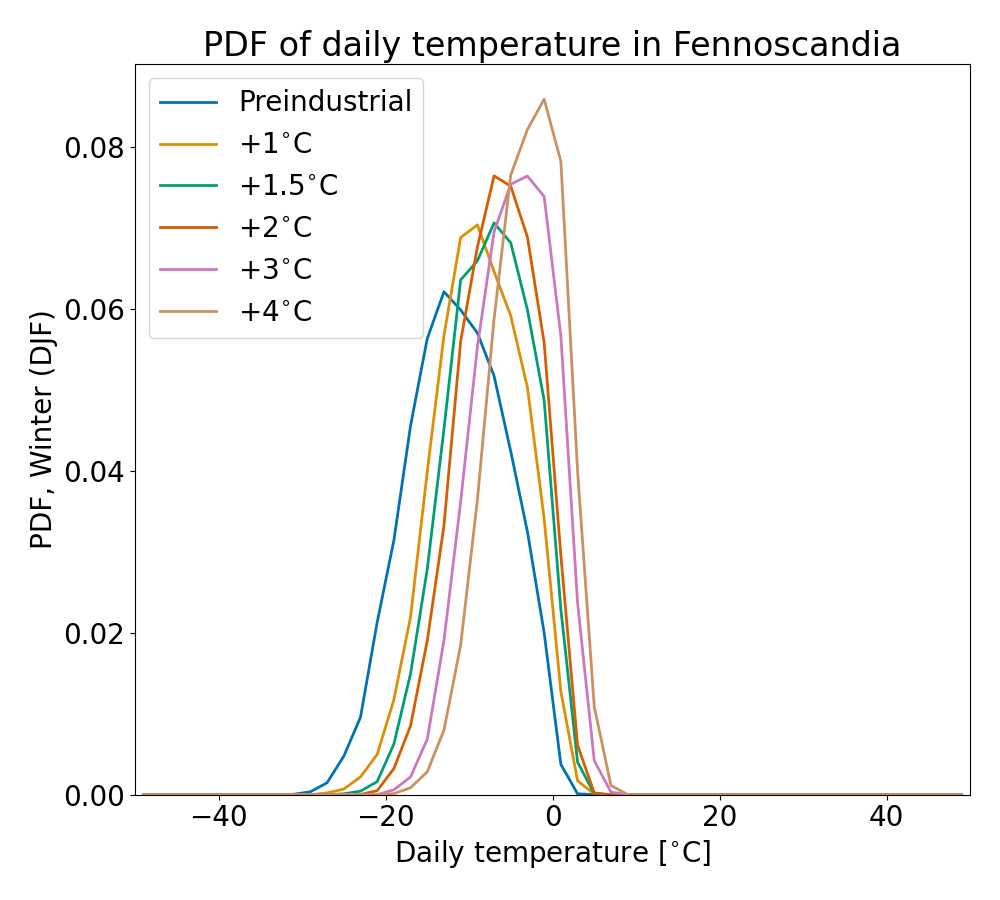 PDF of daily temperature in Fennoscandia
Preindustrial
+1°C
+1.5°C
+2°C
+3°C
+4°C
0.08
0.06
0.04
0.02
0.00
PDF, Winter (DJF)
−40
−20
0
20
40
Daily temperature [°C]